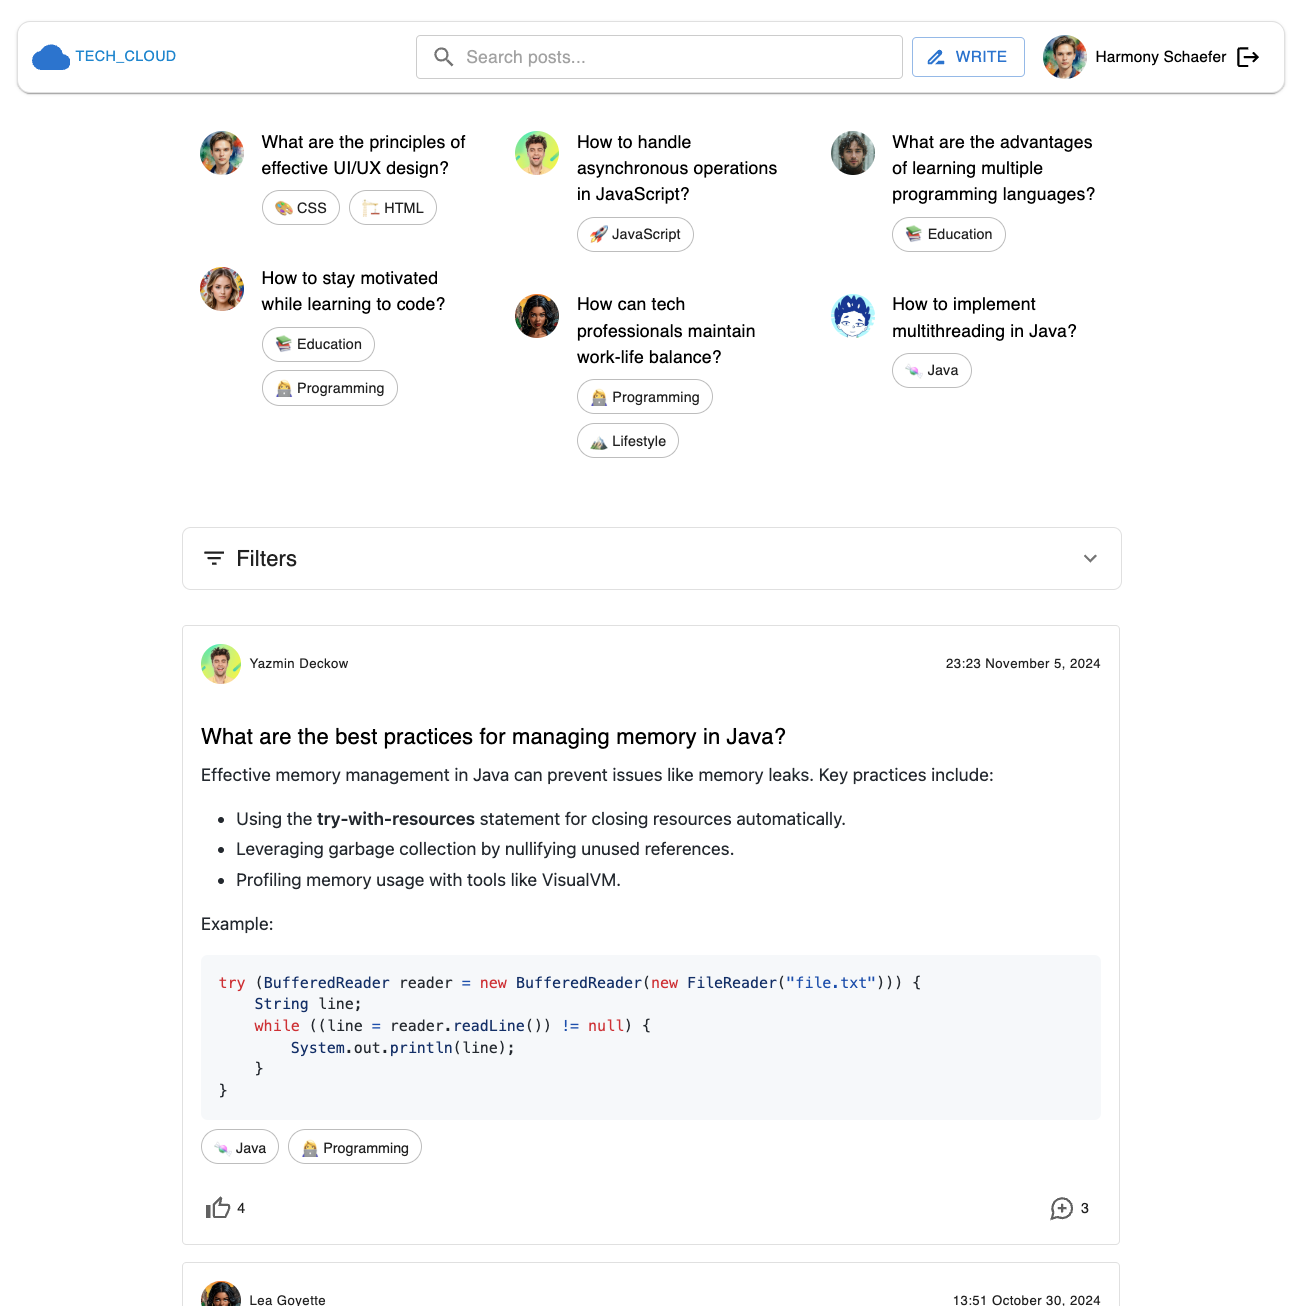 TECH_CLOUD
Search posts...
WRITE
Harmony Schaefer
What are the principles of
effective UI/UX design?
CSS
HTML
How to stay motivated
while learning to code?
Education
Programming
How to handle
asynchronous operations
in JavaScript?
JavaScript
How can tech
professionals maintain
work-life balance?
Programming
Lifestyle
What are the advantages
of learning multiple
programming languages?
Education
How to implement
multithreading in Java?
Java
Filters
Yazmin Deckow
23:23 November 5, 2024
What are the best practices for managing memory in Java?
Effective memory management in Java can prevent issues like memory leaks. Key practices include:
• Using the try-with-resources statement for closing resources automatically.
• Leveraging garbage collection by nullifying unused references.
• Profiling memory usage with tools like VisualVM.
Example:
try (BufferedReader reader = new BufferedReader(new FileReader("file.txt"))) {
    String line;
    while ((line = reader.readLine()) != null) {
        System.out.println(line);
    }
}
Java
Programming
4
3
Lea Goyette
13:51 October 30, 2024